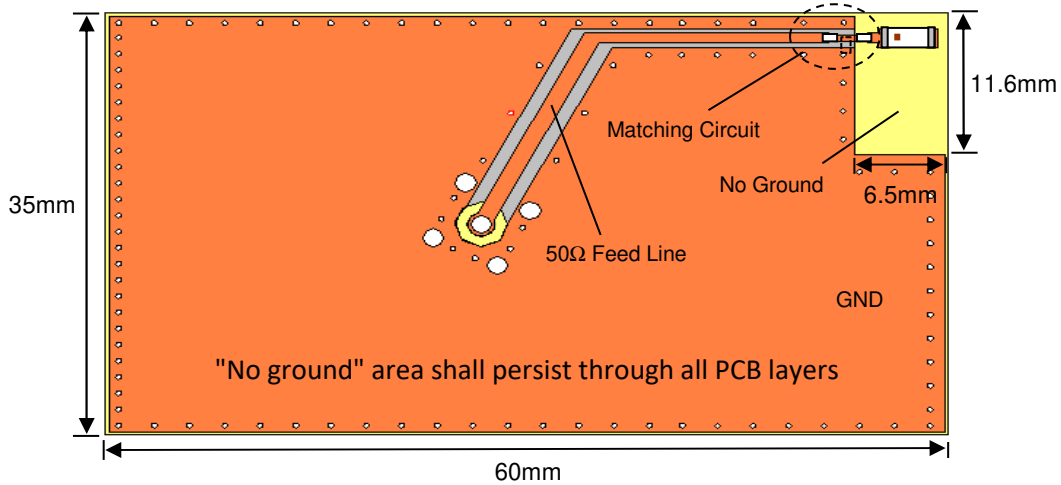 11.6mm
Matching Circuit
No Ground
6.5mm
35mm
50Ω Feed Line
GND
"No ground" area shall persist through all PCB layers
60mm